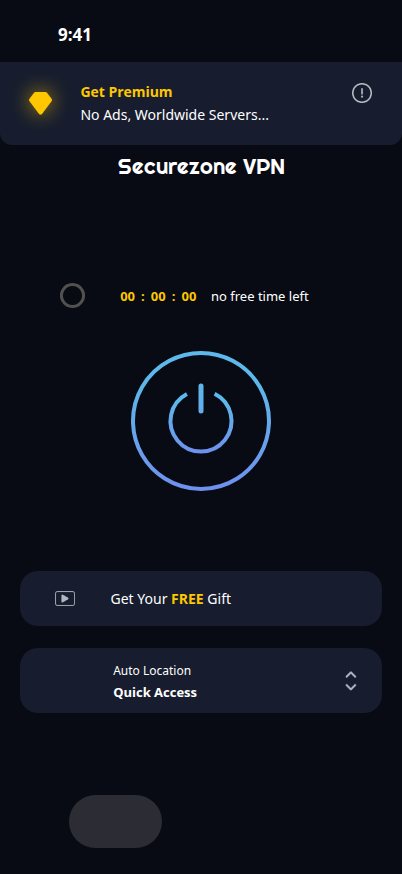 9:41
Get Premium
No Ads, Worldwide Servers...
Securezone VPN
00 : 00 : 00 no free time left
Get Your FREE Gift
Auto Location
Quick Access